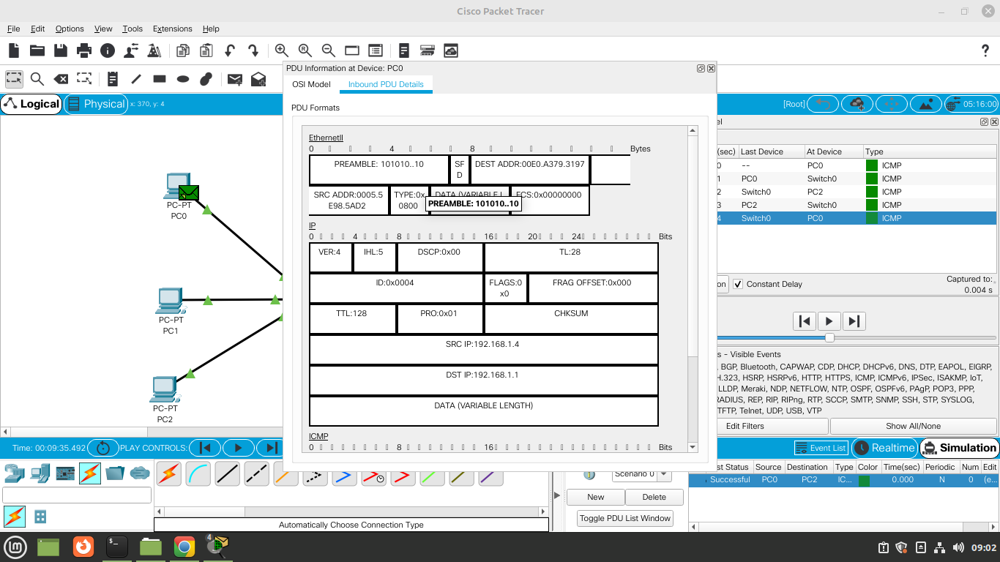 Cisco Packet Tracer
File Edit Options View Tools Extensions Help
Logical Physical x: 370, y: 4
[Root] 05:16:00
PC-PT
PC0
PC-PT
PC1
PC-PT
PC2
PDU Information at Device: PC0
OSI Model Inbound PDU Details
PDU Formats
EthernetII
0 4 8 Bytes
PREAMBLE: 101010..10 SF DEST ADDR:00E0.A379.3197
D
SRC ADDR:0005.5 TYPE:0x DATA (VARIABLE L FCS:0x00000000
E98.5AD2 0800
PREAMBLE: 101010..10
IP
0 4 8 16 20 24 Bits
VER:4 IHL:5 DSCP:0x00 TL:28
ID:0x0004 FLAGS:0 FRAG OFFSET:0x000
x0
TTL:128 PRO:0x01 CHKSUM
SRC IP:192.168.1.4
DST IP:192.168.1.1
DATA (VARIABLE LENGTH)
ICMP
0 8 16 Bits
el
(sec) Last Device At Device Type
0 -- PC0 ICMP
1 PC0 Switch0 ICMP
2 Switch0 PC2 ICMP
3 PC2 Switch0 ICMP
4 Switch0 PC0 ICMP
on Constant Delay Captured to:
0.004 s
s - Visible Events
, BGP, Bluetooth, CAPWAP, CDP, DHCP, DHCPv6, DNS, DTP, EAPOL, EIGRP,
H.323, HSRP, HSRPv6, HTTP, HTTPS, ICMP, ICMPv6, IPSec, ISAKMP, IoT,
LLDP, Meraki, NDP, NETFLOW, NTP, OSPF, OSPFv6, PAgP, POP3, PPP,
RADIUS, REP, RIP, RIPng, RTP, SCCP, SMTP, SNMP, SSH, STP, SYSLOG,
TFTP, Telnet, UDP, USB, VTP
Edit Filters Show All/None
Time: 00:09:35.492 PLAY CONTROLS: Event List Realtime Simulation
Automatically Choose Connection Type
Scenario 0
New Delete
Toggle PDU List Window
st Status Source Destination Type Color Time(sec) Periodic Num Edit
Successful PC0 PC2 IC... 0.000 N 0 (e...
4
09:02